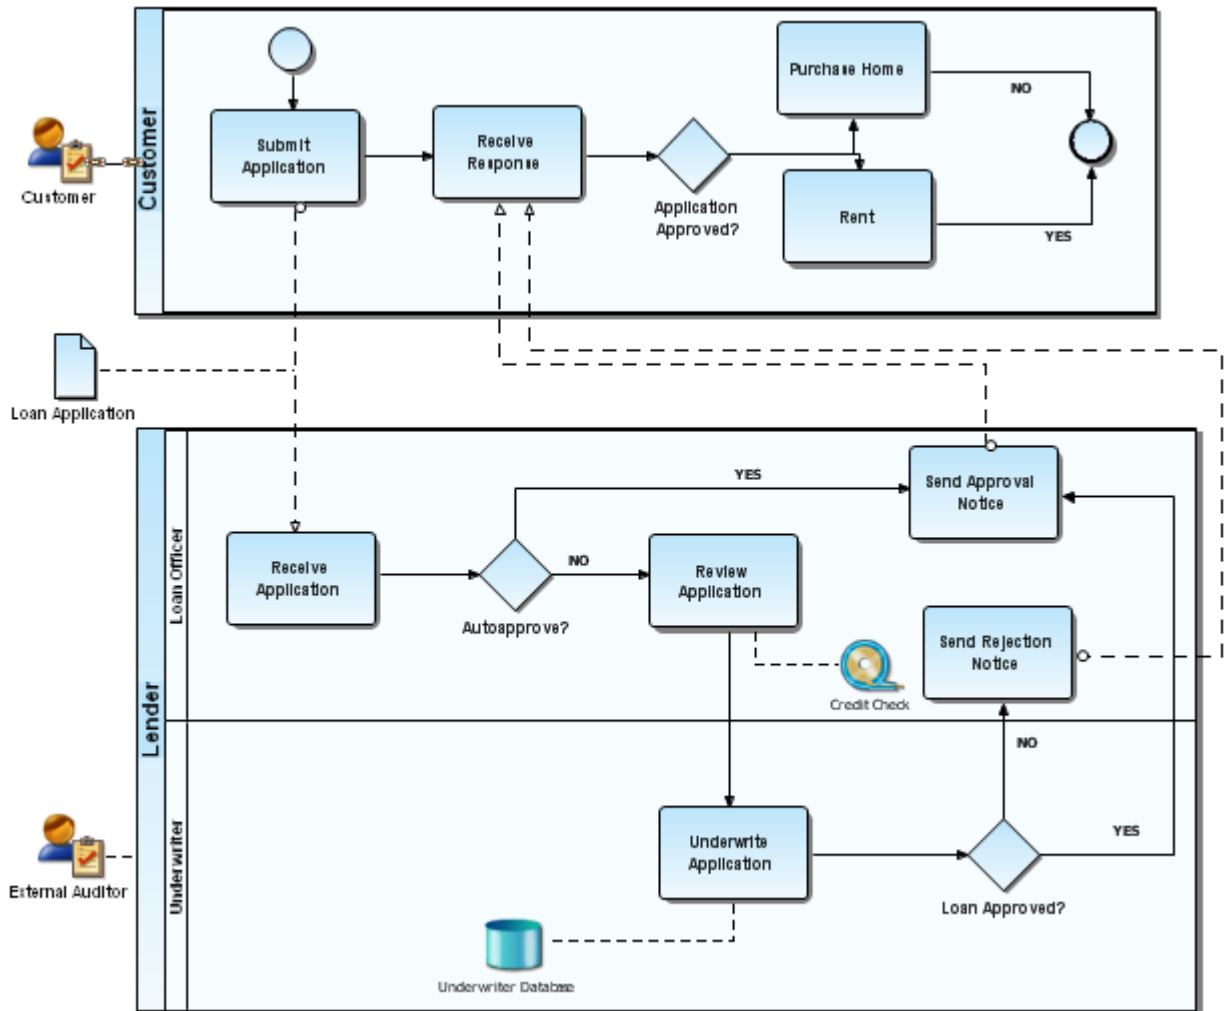 Customer
Customer
Submit
Application
Receive
Response
Application
Approved?
Purchase Home
NO
Rent
YES
Loan Application
Lender
Loan Officer
Receive
Application
Autoapprove?
YES
NO
Review
Application
Credit Check
Send Approval
Notice
Send Rejection
Notice
Underwriter
External Auditor
Underwrite
Application
Underwriter Database
Loan Approved?
NO
YES